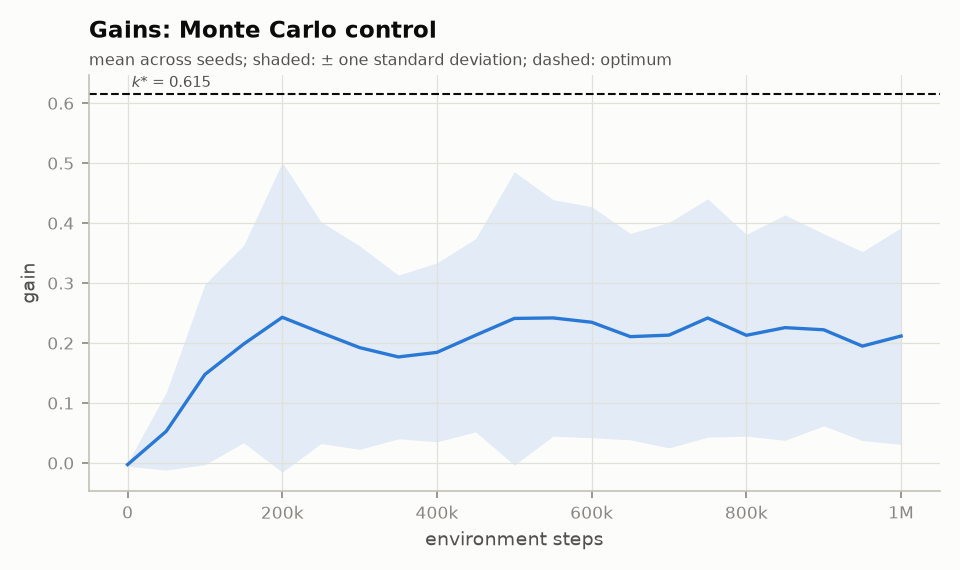 Gains: Monte Carlo control
mean across seeds; shaded: ± one standard deviation; dashed: optimum
k* = 0.615
0.6
0.5
0.4
0.3
0.2
0.1
0.0
gain
0 200k 400k 600k 800k 1M
environment steps